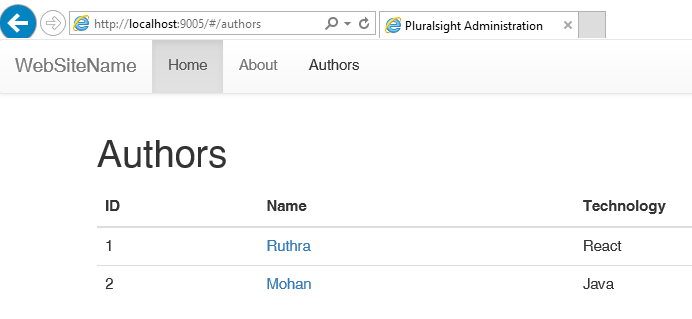 http://localhost:9005/#/authors
Pluralsight Administration
WebSiteName Home About Authors
Authors
ID Name Technology
1 Ruthra React
2 Mohan Java